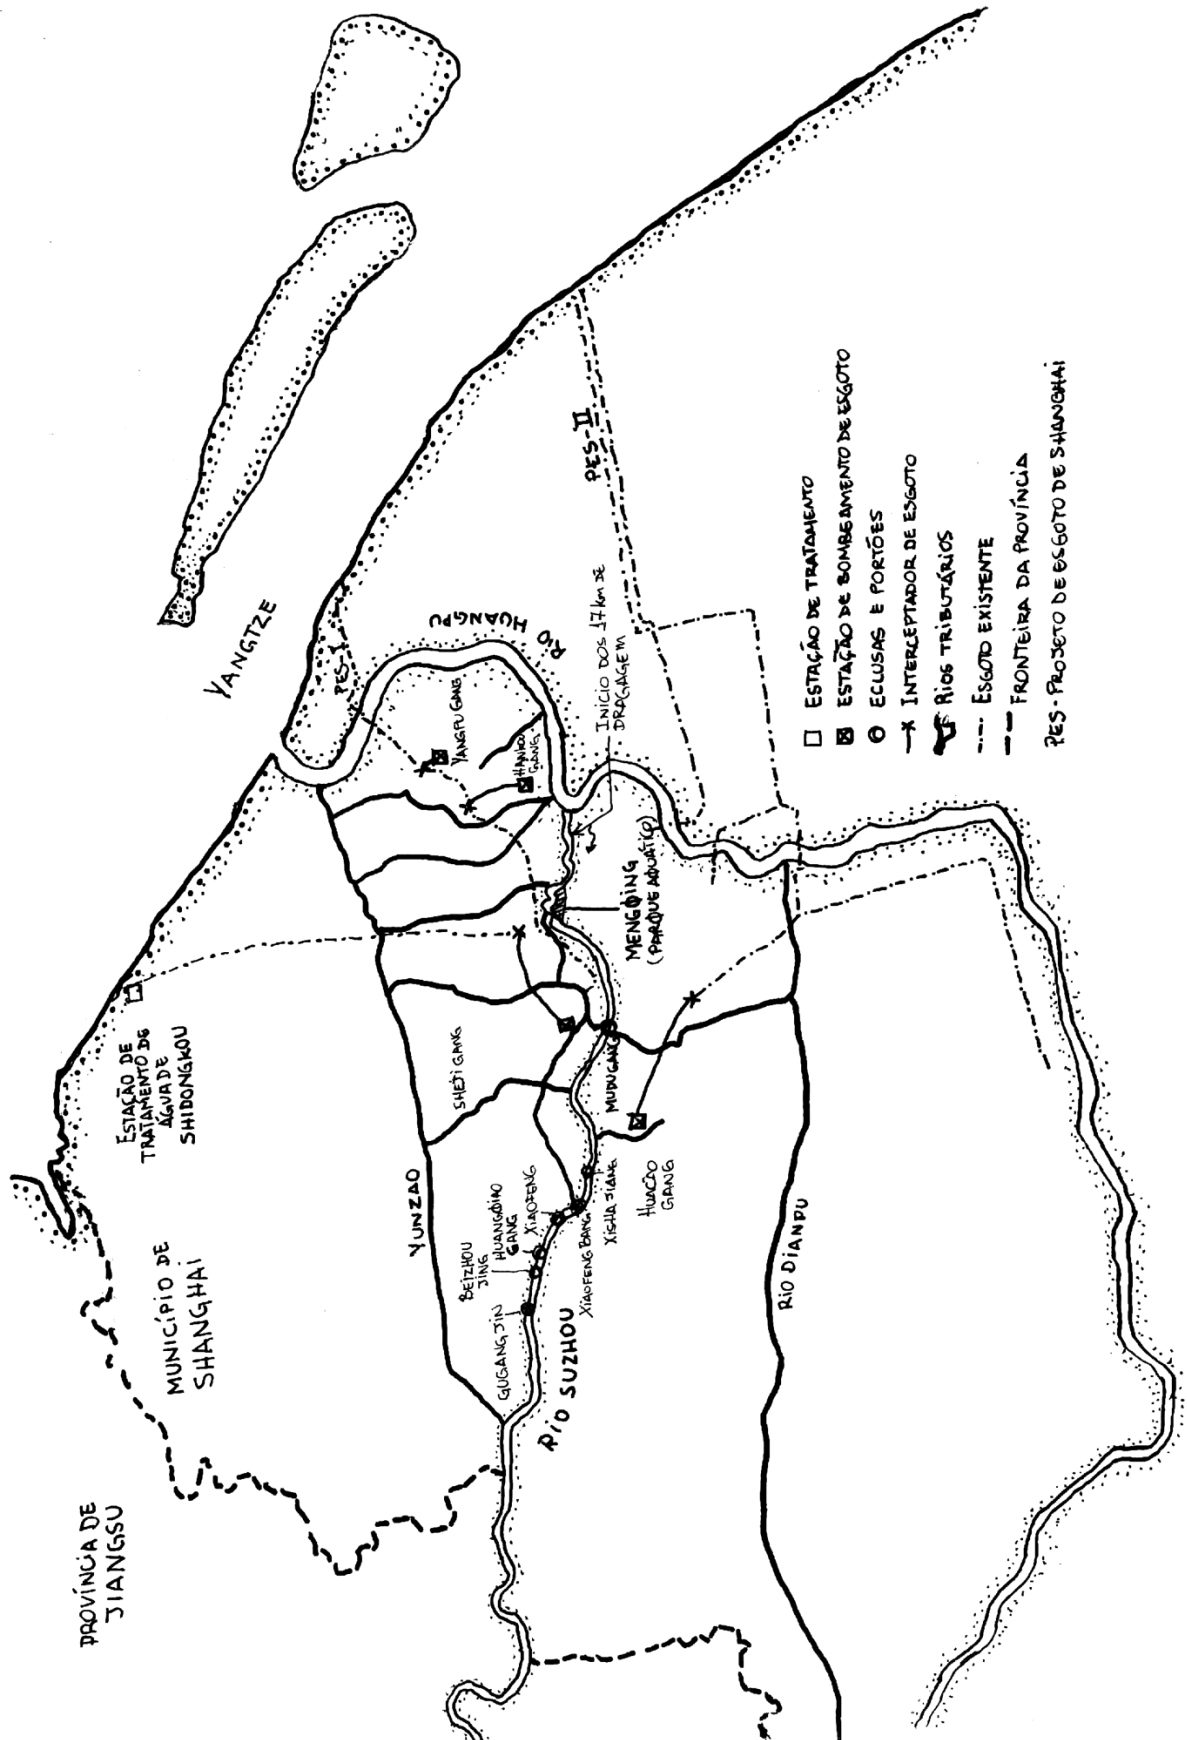 PROVÍNCIA DE
JIANGSU
MUNICÍPIO DE
SHANGHAI
ESTAÇÃO DE
TRATAMENTO DE
ÁGUA DE
SHIDONGKOU
YANGTZE
YUNZAO
SHEJI GANG
PES-I
YANGPU GANG
HANKOU
GANG
RIO HUANGPU
GUGANG JIN
BEIZHOU
JING
HUANGDIAO
GANG
XIAOFENG
RIO SUZHOU
XIAOFENG BANG
XISHA JIANG
HUACAO
GANG
MUDUGANG
MENGQING
(PARQUE AQUÁTICO)
INÍCIO DOS 17 km DE
DRAGAGEM
PES-II
RIO DIANPU
ESTAÇÃO DE TRATAMENTO
ESTAÇÃO DE BOMBEAMENTO DE ESGOTO
ECLUSAS E PORTÕES
INTERCEPTADOR DE ESGOTO
RIOS TRIBUTÁRIOS
ESGOTO EXISTENTE
FRONTEIRA DA PROVÍNCIA
PES - PROJETO DE ESGOTO DE SHANGHAI